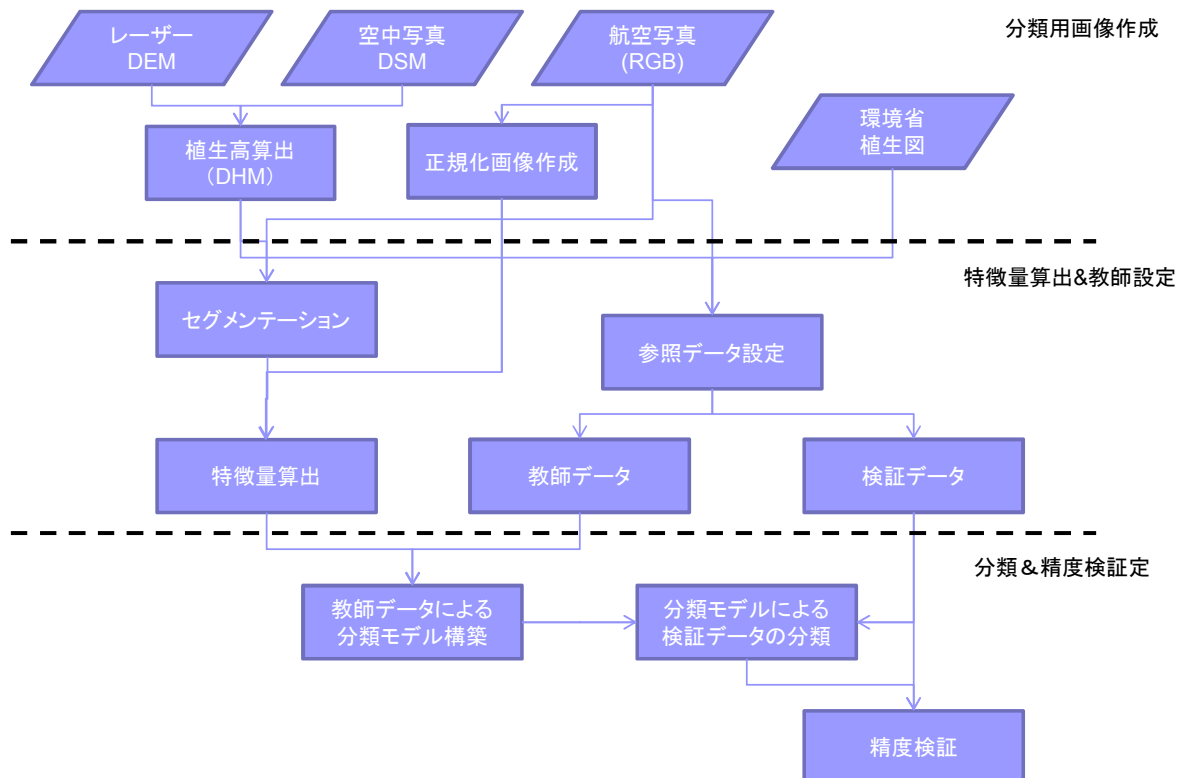 レーザー
DEM
空中写真
DSM
航空写真
(RGB)
分類用画像作成
植生高算出
（DHM）
正規化画像作成
環境省
植生図
特徴量算出&教師設定
セグメンテーション
参照データ設定
特徴量算出
教師データ
検証データ
分類＆精度検証定
教師データによる
分類モデル構築
分類モデルによる
検証データの分類
精度検証